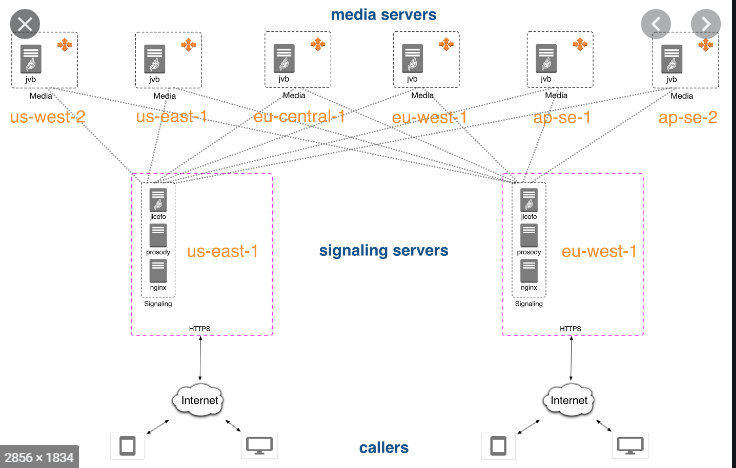 media servers
jvb
jvb
jvb
jvb
jvb
jvb
Media
Media
Media
Media
Media
Media
us-west-2
us-east-1
eu-central-1
eu-west-1
ap-se-1
ap-se-2
jicofo
prosody
nginx
Signaling
us-east-1
HTTPS
signaling servers
jicofo
prosody
nginx
Signaling
eu-west-1
HTTPS
Internet
Internet
callers
2856 × 1834